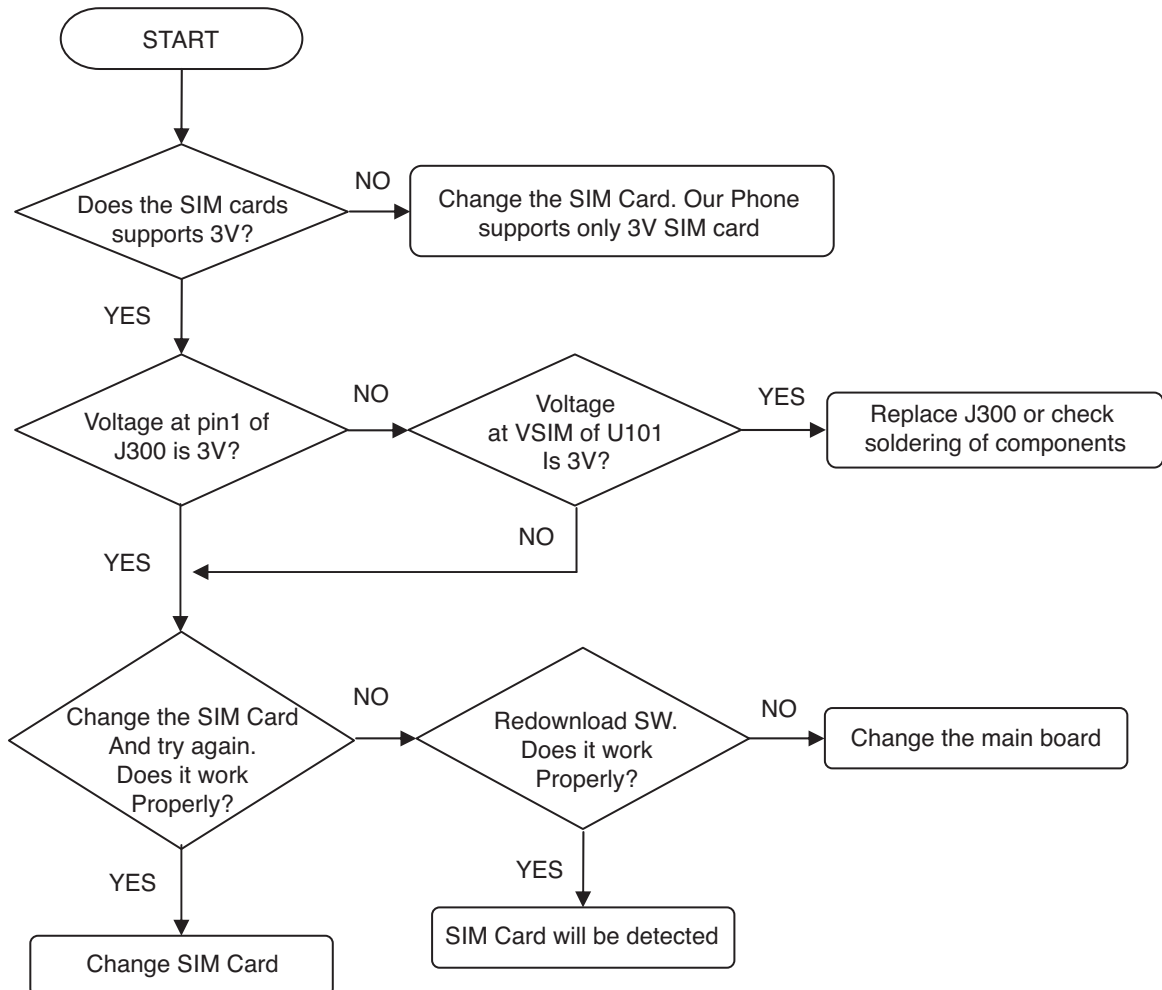 START
Does the SIM cards
supports 3V?
NO
Change the SIM Card. Our Phone
supports only 3V SIM card
YES
Voltage at pin1 of
J300 is 3V?
NO
Voltage
at VSIM of U101
Is 3V?
YES
Replace J300 or check
soldering of components
NO
YES
Change the SIM Card
And try again.
Does it work
Properly?
NO
Redownload SW.
Does it work
Properly?
NO
Change the main board
YES
YES
SIM Card will be detected
Change SIM Card